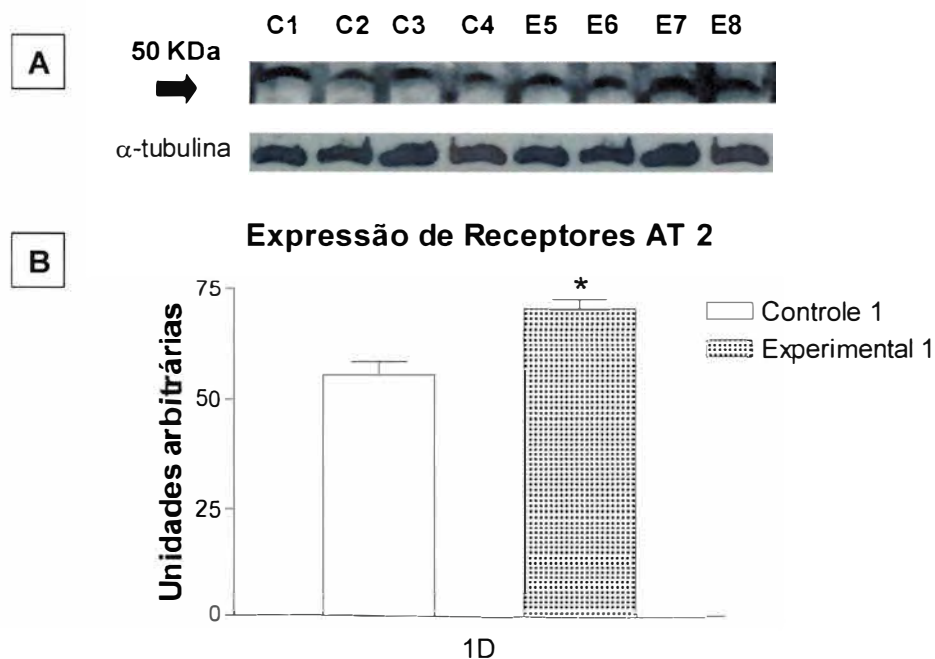 C1 C2 C3 C4 E5 E6 E7 E8
A
50 KDa
α-tubulina
B
Expressão de Receptores AT 2
Unidades arbitrárias
75
50
25
0
*
Controle 1
Experimental 1
1D